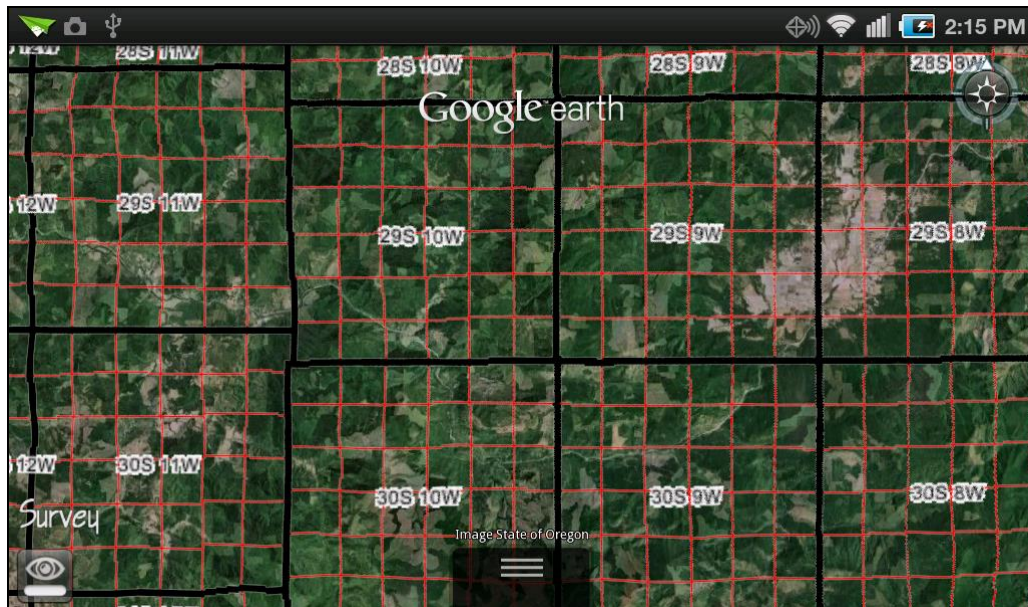 2:15 PM
28S 11W
28S 10W
28S 9W
28S 8W
Google earth
12W
29S 11W
29S 10W
29S 9W
29S 8W
12W
30S 11W
30S 10W
30S 9W
30S 8W
Survey
Image State of Oregon